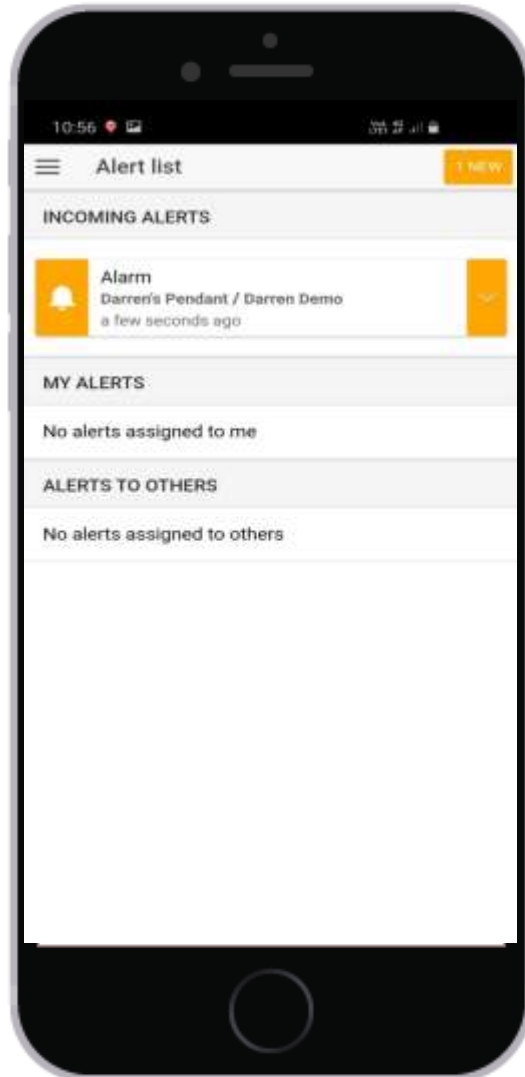 10:56
Alert list
1 NEW
INCOMING ALERTS
Alarm
Darren's Pendant / Darren Demo
a few seconds ago
MY ALERTS
No alerts assigned to me
ALERTS TO OTHERS
No alerts assigned to others